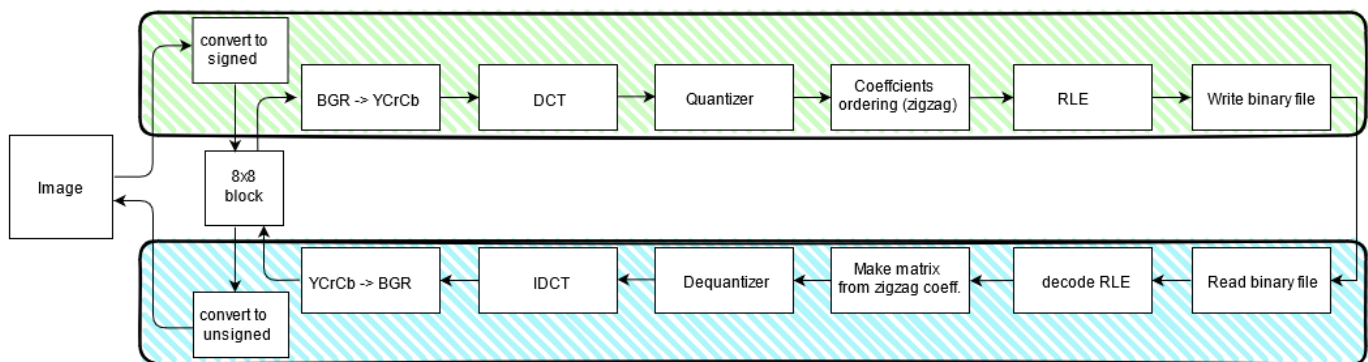 convert to
signed
BGR -> YCrCb
DCT
Quantizer
Coeffcients
ordering (zigzag)
RLE
Write binary file
Image
8x8
block
YCrCb -> BGR
IDCT
Dequantizer
Make matrix
from zigzag coeff.
decode RLE
Read binary file
convert to
unsigned